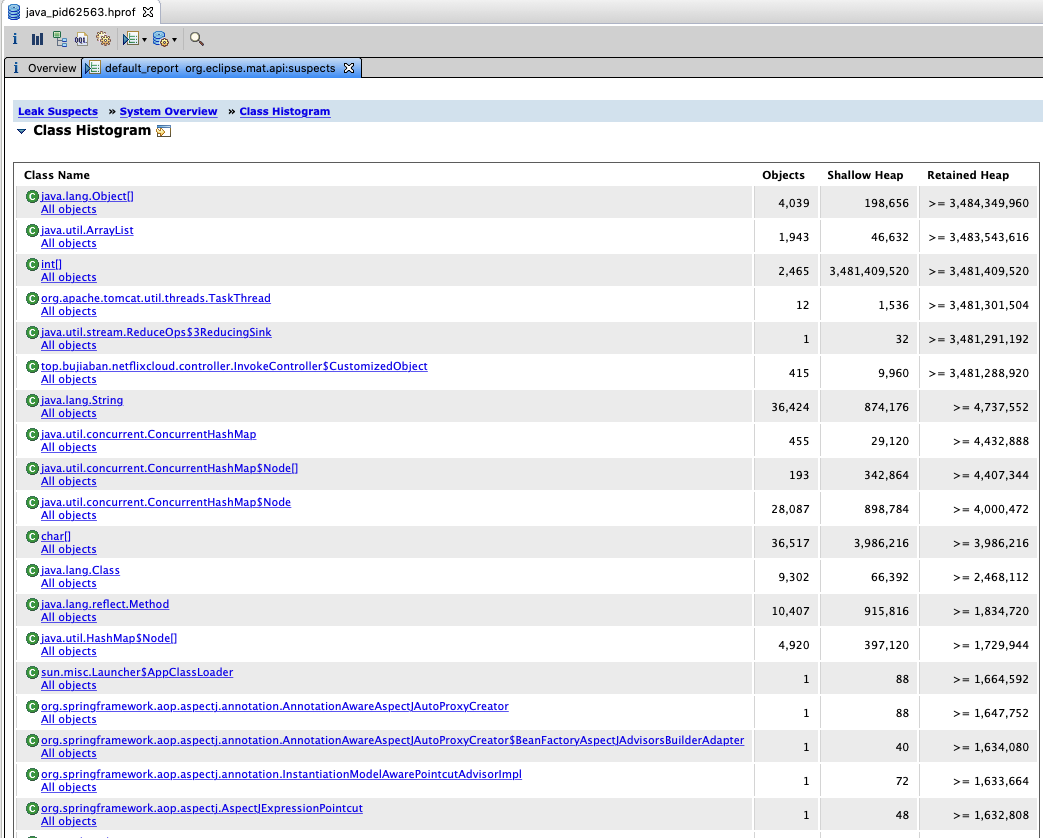 java_pid62563.hprof
Overview
default_report org.eclipse.mat.api:suspects
Leak Suspects » System Overview » Class Histogram
Class Histogram
Class Name Objects Shallow Heap Retained Heap
java.lang.Object[]
All objects
4,039 198,656 >= 3,484,349,960
java.util.ArrayList
All objects
1,943 46,632 >= 3,483,543,616
int[]
All objects
2,465 3,481,409,520 >= 3,481,409,520
org.apache.tomcat.util.threads.TaskThread
All objects
12 1,536 >= 3,481,301,504
java.util.stream.ReduceOps$3ReducingSink
All objects
1 32 >= 3,481,291,192
top.bujiaban.netflixcloud.controller.InvokeController$CustomizedObject
All objects
415 9,960 >= 3,481,288,920
java.lang.String
All objects
36,424 874,176 >= 4,737,552
java.util.concurrent.ConcurrentHashMap
All objects
455 29,120 >= 4,432,888
java.util.concurrent.ConcurrentHashMap$Node[]
All objects
193 342,864 >= 4,407,344
java.util.concurrent.ConcurrentHashMap$Node
All objects
28,087 898,784 >= 4,000,472
char[]
All objects
36,517 3,986,216 >= 3,986,216
java.lang.Class
All objects
9,302 66,392 >= 2,468,112
java.lang.reflect.Method
All objects
10,407 915,816 >= 1,834,720
java.util.HashMap$Node[]
All objects
4,920 397,120 >= 1,729,944
sun.misc.Launcher$AppClassLoader
All objects
1 88 >= 1,664,592
org.springframework.aop.aspectj.annotation.AnnotationAwareAspectJAutoProxyCreator
All objects
1 88 >= 1,647,752
org.springframework.aop.aspectj.annotation.AnnotationAwareAspectJAutoProxyCreator$BeanFactoryAspectJAdvisorsBuilderAdapter
All objects
1 40 >= 1,634,080
org.springframework.aop.aspectj.annotation.InstantiationModelAwarePointcutAdvisorImpl
All objects
1 72 >= 1,633,664
org.springframework.aop.aspectj.AspectJExpressionPointcut
All objects
1 48 >= 1,632,808